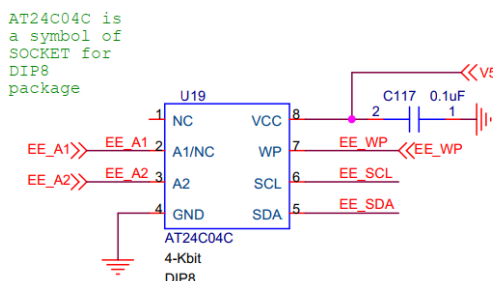 AT24C04C is
a symbol of
SOCKET for
DIP8
package
U19
V5
C117 0.1uF
2 1
1 NC VCC 8
EE_A1 EE_A1 2 A1/NC WP 7 EE_WP EE_WP
EE_A2 EE_A2 3 A2 SCL 6 EE_SCL
4 GND SDA 5 EE_SDA
AT24C04C
4-Kbit
DIP8